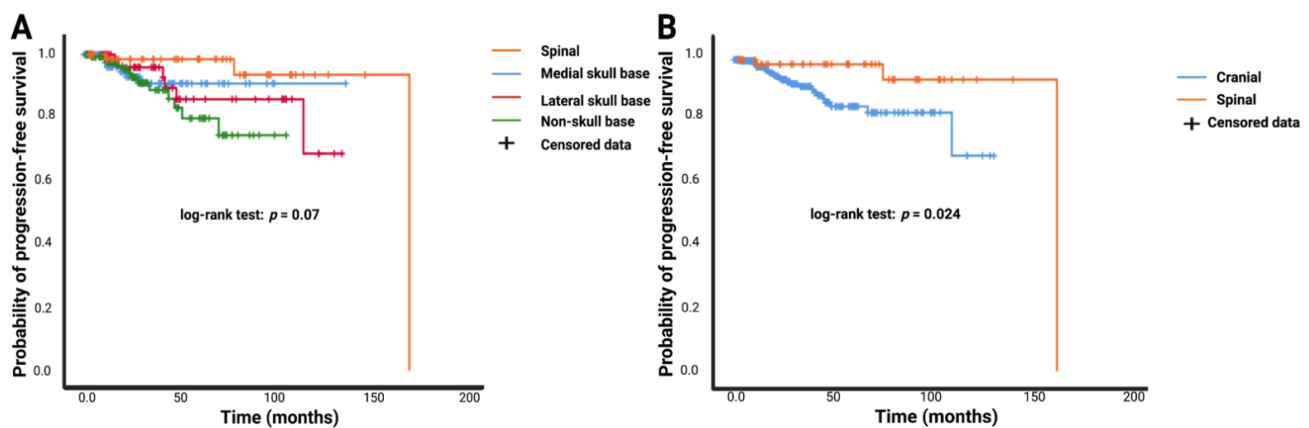 A
Probability of progression-free survival
1.0
0.8
0.6
0.4
0.2
0.0
log-rank test: p = 0.07
0.0 50 100 150 200
Time (months)
Spinal
Medial skull base
Lateral skull base
Non-skull base
Censored data
B
Probability of progression-free survival
1.0
0.8
0.6
0.4
0.2
0.0
log-rank test: p = 0.024
0.0 50 100 150 200
Time (months)
Cranial
Spinal
Censored data